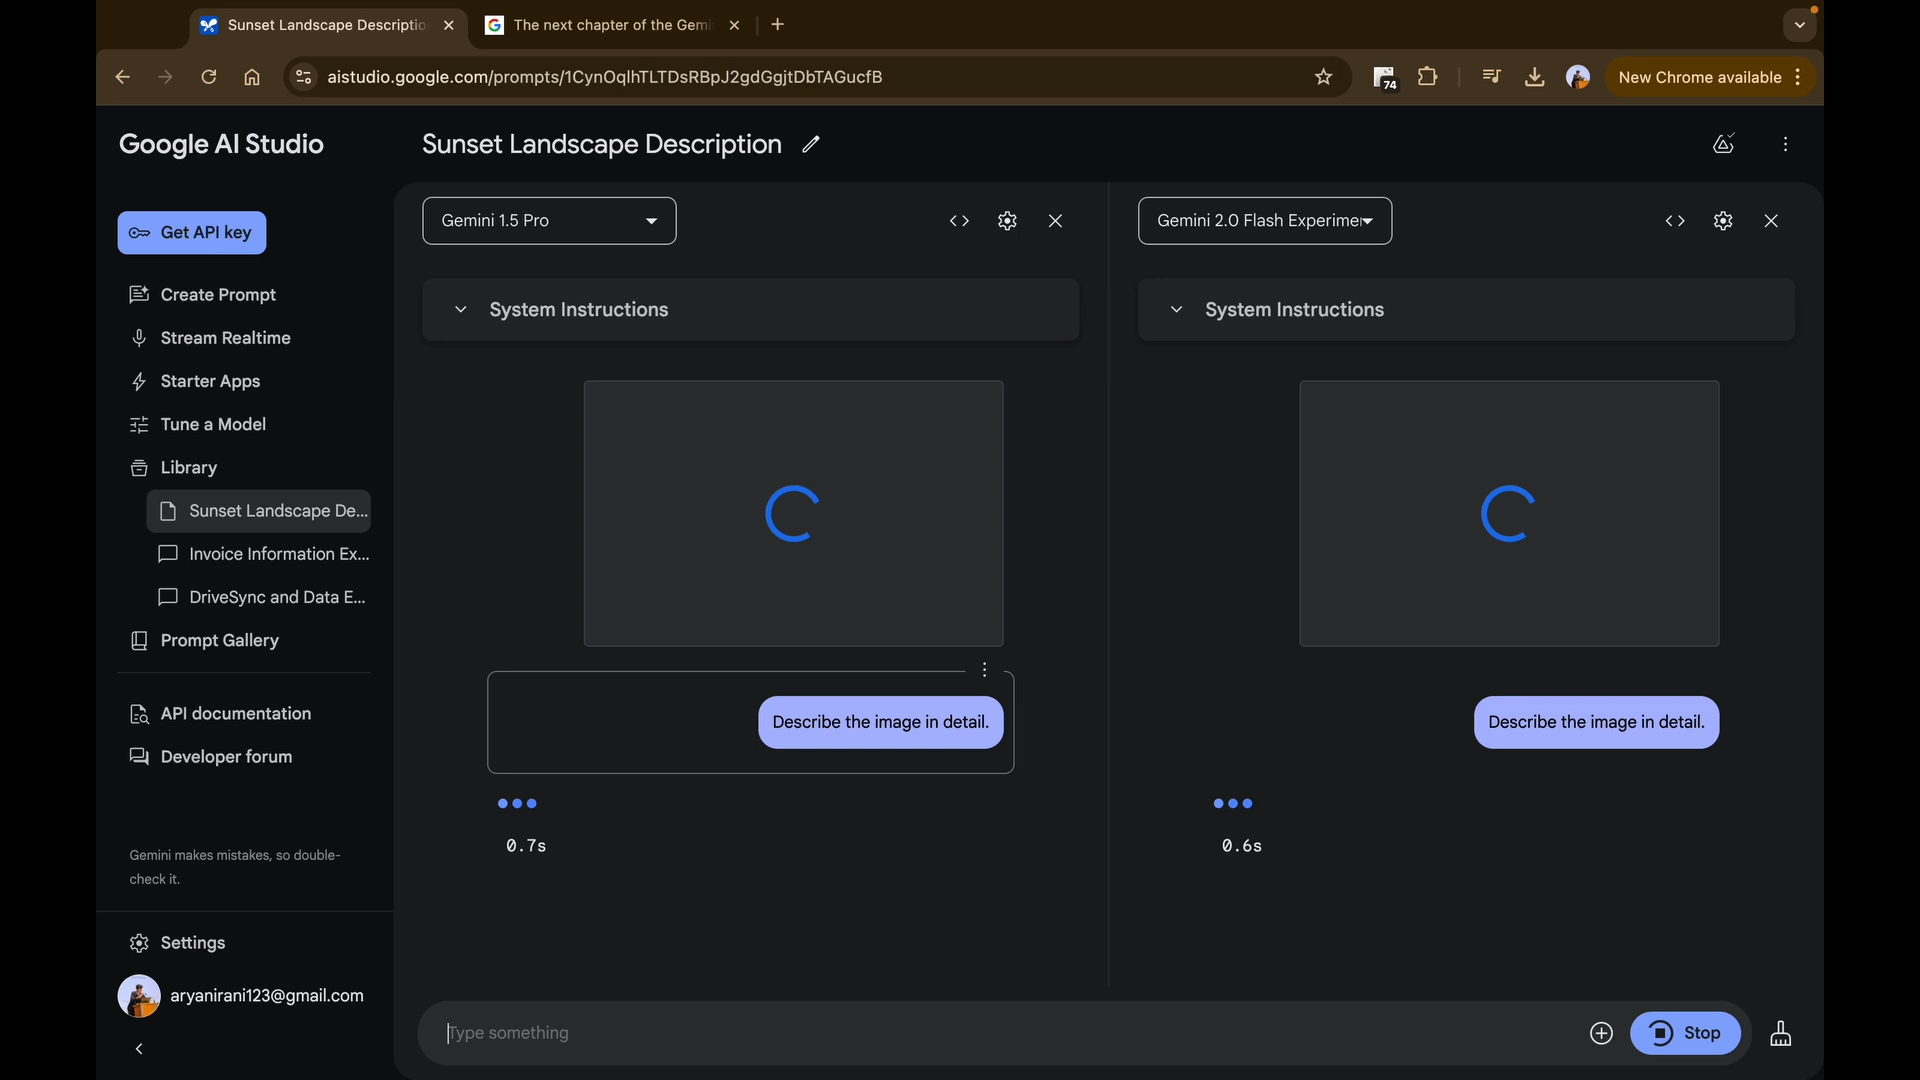 Sunset Landscape Descriptio
The next chapter of the Gemi
aistudio.google.com/prompts/1CynOqlhTLTDsRBpJ2gdGgjtDbTAGucfB
74
New Chrome available
Google AI Studio
Sunset Landscape Description
Get API key
Create Prompt
Stream Realtime
Starter Apps
Tune a Model
Library
Sunset Landscape De...
Invoice Information Ex...
DriveSync and Data E...
Prompt Gallery
API documentation
Developer forum
Gemini makes mistakes, so double-
check it.
Settings
aryanirani123@gmail.com
Gemini 1.5 Pro
System Instructions
Describe the image in detail.
0.7s
Gemini 2.0 Flash Experimer
System Instructions
Describe the image in detail.
0.6s
Type something
Stop